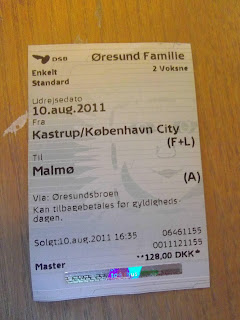 DSB Øresund Familie
Enkelt 2 Voksne
Standard
Udrejsedato
10.aug.2011
Fra
Kastrup/København City
(F+L)
Til
Malmø
(A)
Via: Øresundsbroen
Kan tilbagebetales før gyldigheds-
dagen.
06461155
Solgt:10.aug.2011 16:35 0011121155
Master **128,00 DKK*